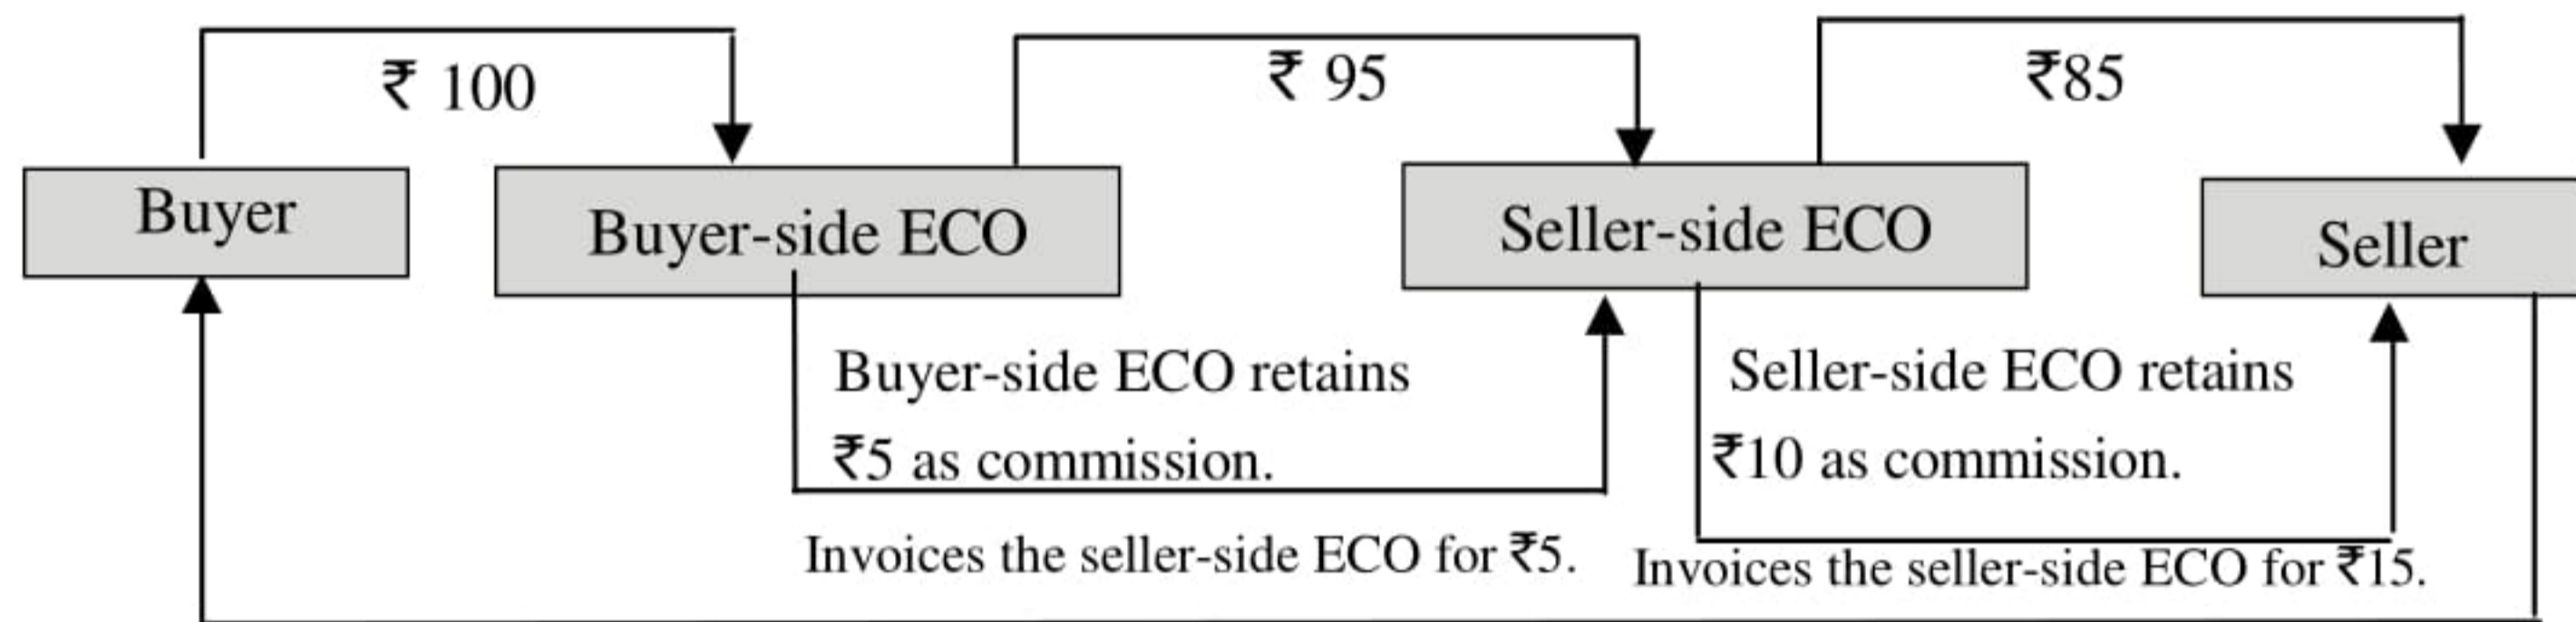 ₹ 100
₹ 95
₹85
Buyer
Buyer-side ECO
Seller-side ECO
Seller
Buyer-side ECO retains
₹5 as commission.
Seller-side ECO retains
₹10 as commission.
Invoices the seller-side ECO for ₹5.
Invoices the seller-side ECO for ₹15.